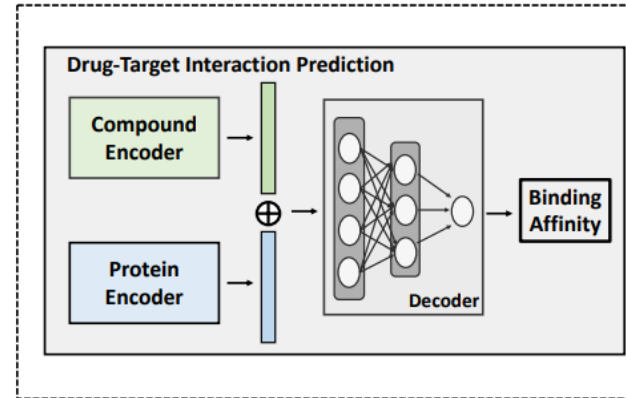 Drug-Target Interaction Prediction
Compound
Encoder
Protein
Encoder
Decoder
Binding
Affinity